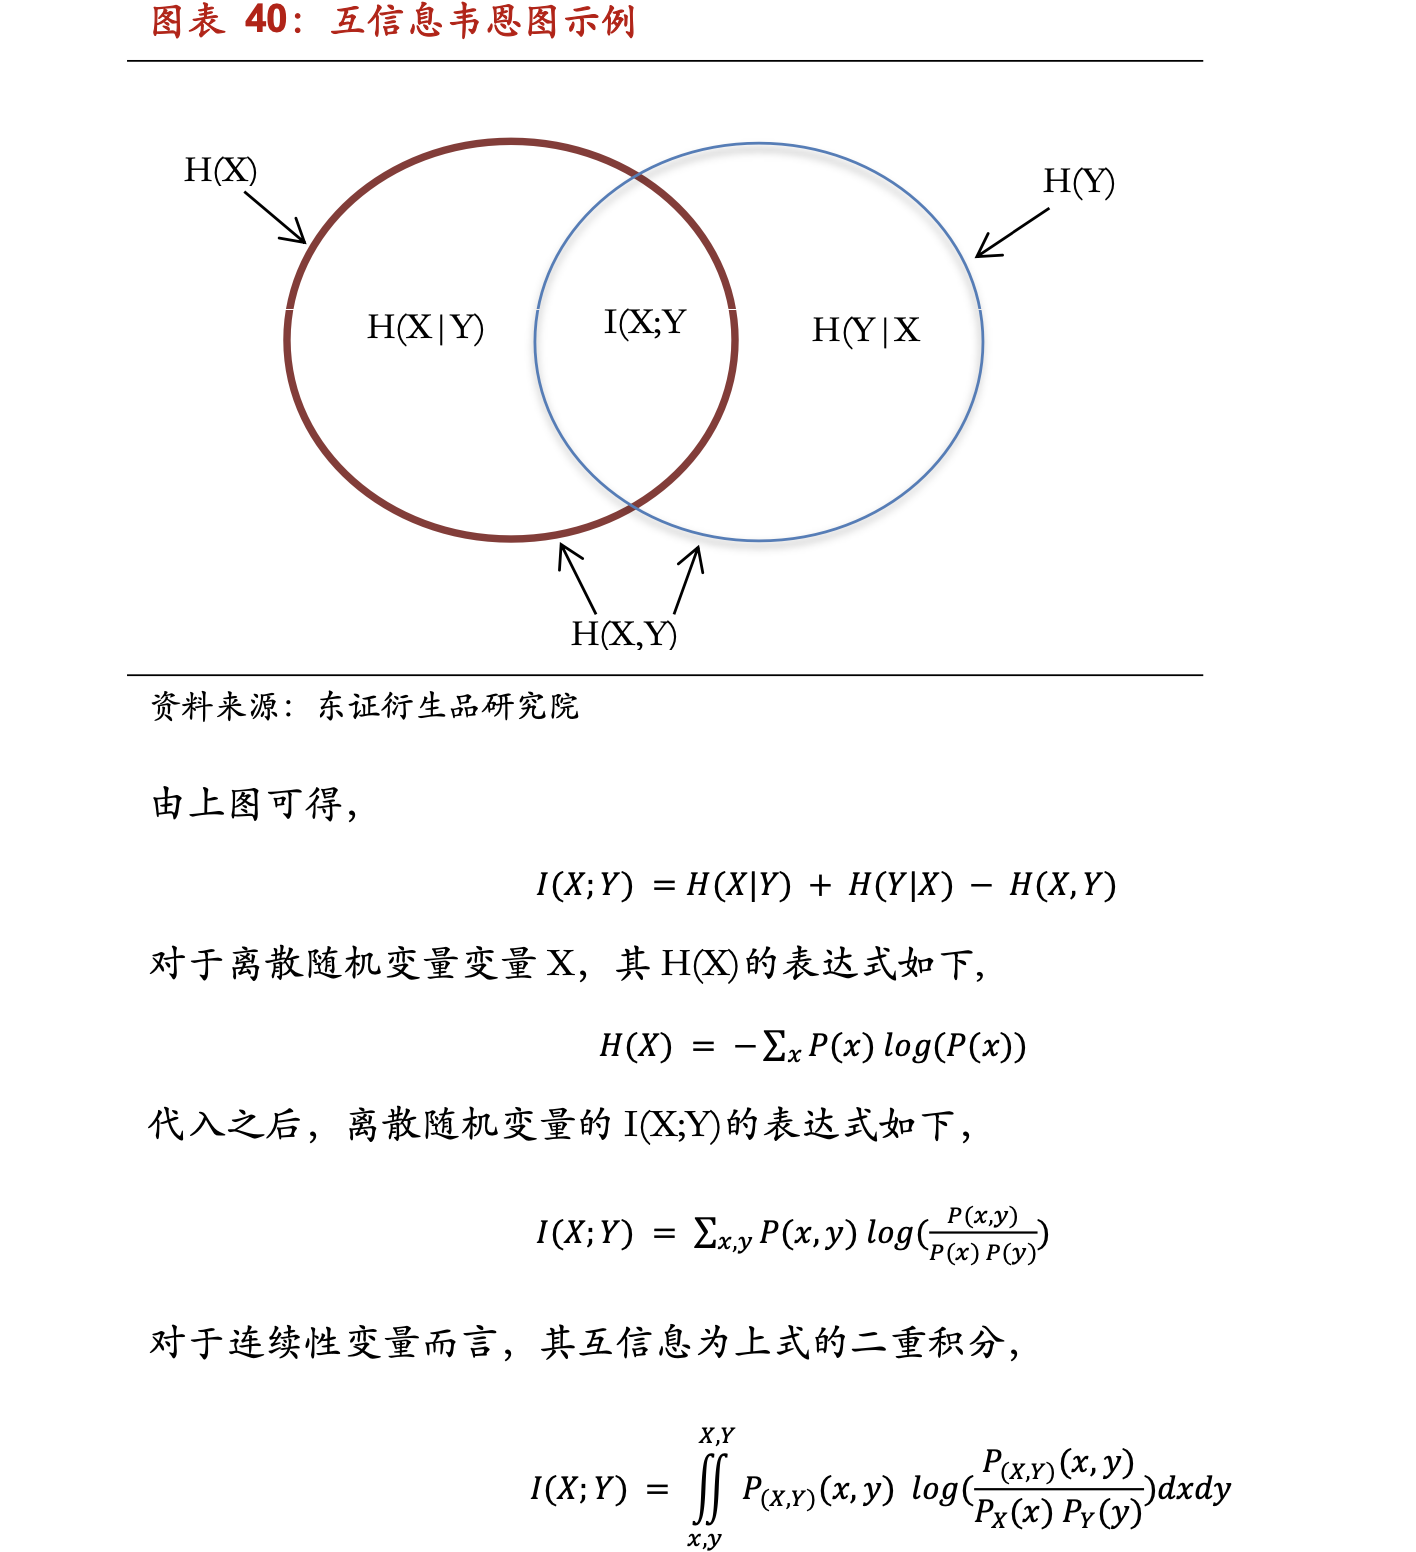 图表 40：互信息韦恩图示例
H(X)
H(Y)
H(X|Y)
I(X;Y
H(Y|X
H(X,Y)
资料来源：东证衍生品研究院
由上图可得，
I(X;Y) = H(X|Y) + H(Y|X) − H(X,Y)
对于离散随机变量变量 X，其 H(X)的表达式如下，
H(X) = −∑ₓ P(x) log(P(x))
代入之后，离散随机变量的 I(X;Y)的表达式如下，
I(X;Y) = ∑_{x,y} P(x,y) log(\frac{P(x,y)}{P(x) P(y)})
对于连续性变量而言，其互信息为上式的二重积分，
I(X;Y) = ∬_{x,y}^{X,Y} P_{(X,Y)}(x,y) log(\frac{P_{(X,Y)}(x,y)}{P_X(x) P_Y(y)})dxdy